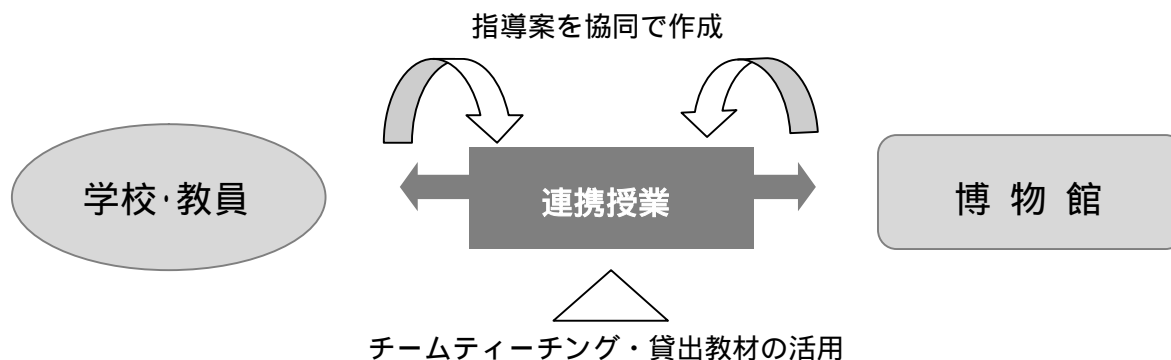 指導案を協同で作成
学校・教員
連携授業
博 物 館
チームティーチング・貸出教材の活用